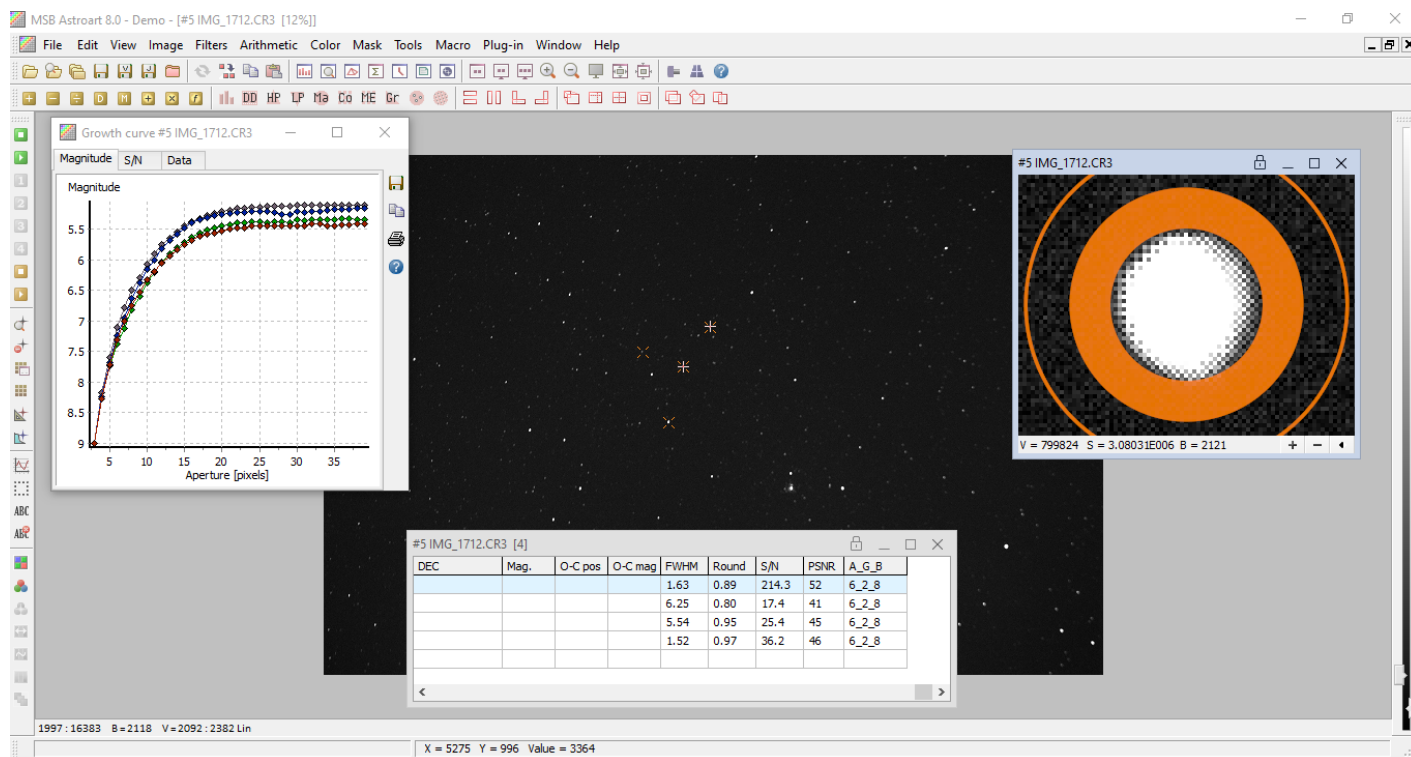 MSB Astroart 8.0 - Demo - [#5 IMG_1712.CR3 [12%]]
File Edit View Image Filters Arithmetic Color Mask Tools Macro Plug-in Window Help
DD HP LP Ma Co ME Gr
Growth curve #5 IMG_1712.CR3
Magnitude S/N Data
Magnitude
5.5
6
6.5
7
7.5
8
8.5
9
5 10 15 20 25 30 35
Aperture [pixels]
1
2
3
4
ABC
ABC
#5 IMG_1712.CR3
V = 799824 S = 3.08031E006 B = 2121
#5 IMG_1712.CR3 [4]
DEC Mag. O-C pos O-C mag FWHM Round S/N PSNR A_G_B
1.63 0.89 214.3 52 6_2_8
6.25 0.80 17.4 41 6_2_8
5.54 0.95 25.4 45 6_2_8
1.52 0.97 36.2 46 6_2_8
1997 : 16383 B = 2118 V = 2092 : 2382 Lin
X = 5275 Y = 996 Value = 3364